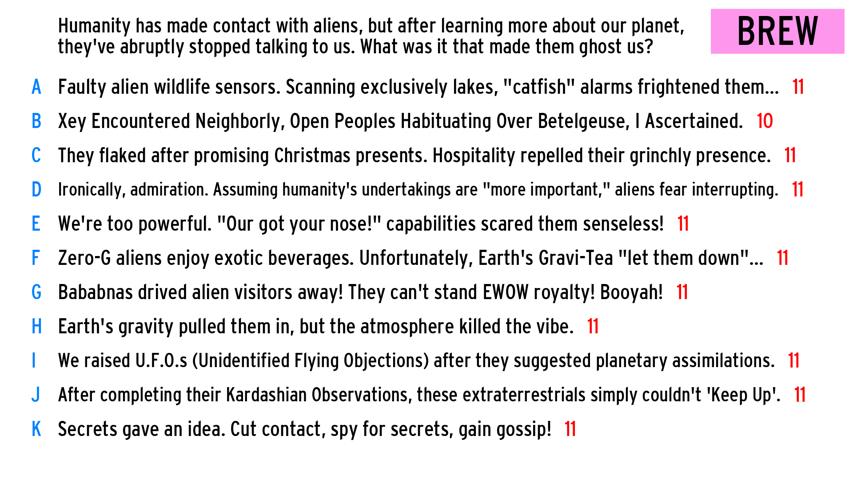 Humanity has made contact with aliens, but after learning more about our planet,
they've abruptly stopped talking to us. What was it that made them ghost us?
BREW
A Faulty alien wildlife sensors. Scanning exclusively lakes, "catfish" alarms frightened them... 11
B Xey Encountered Neighborly, Open Peoples Habituating Over Betelgeuse, I Ascertained. 10
C They flaked after promising Christmas presents. Hospitality repelled their grinchly presence. 11
D Ironically, admiration. Assuming humanity's undertakings are "more important," aliens fear interrupting. 11
E We're too powerful. "Our got your nose!" capabilities scared them senseless! 11
F Zero-G aliens enjoy exotic beverages. Unfortunately, Earth's Gravi-Tea "let them down"... 11
G Bababnas drived alien visitors away! They can't stand EWOW royalty! Booyah! 11
H Earth's gravity pulled them in, but the atmosphere killed the vibe. 11
I We raised U.F.O.s (Unidentified Flying Objections) after they suggested planetary assimilations. 11
J After completing their Kardashian Observations, these extraterrestrials simply couldn't 'Keep Up'. 11
K Secrets gave an idea. Cut contact, spy for secrets, gain gossip! 11